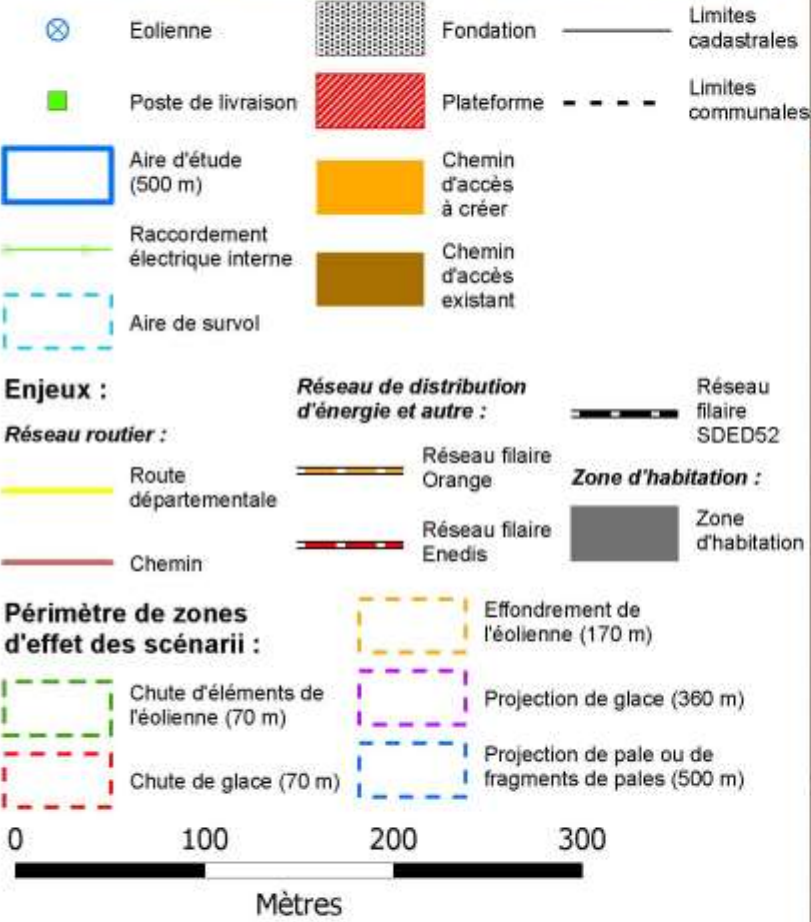 Eolienne
Poste de livraison
Aire d'étude
(500 m)
Raccordement
électrique interne
Aire de survol
Fondation
Plateforme
Chemin
d'accès
à créer
Chemin
d'accès
existant
Limites
cadastrales
Limites
communales
Enjeux :
Réseau routier :
Route
départementale
Chemin
Réseau de distribution
d'énergie et autre :
Réseau filaire
Orange
Réseau filaire
Enedis
Réseau
filaire
SDED52
Zone d'habitation :
Zone
d'habitation
Périmètre de zones
d'effet des scénarii :
Chute d'éléments de
l'éolienne (70 m)
Chute de glace (70 m)
Effondrement de
l'éolienne (170 m)
Projection de glace (360 m)
Projection de pale ou de
fragments de pales (500 m)
0 100 200 300
Mètres